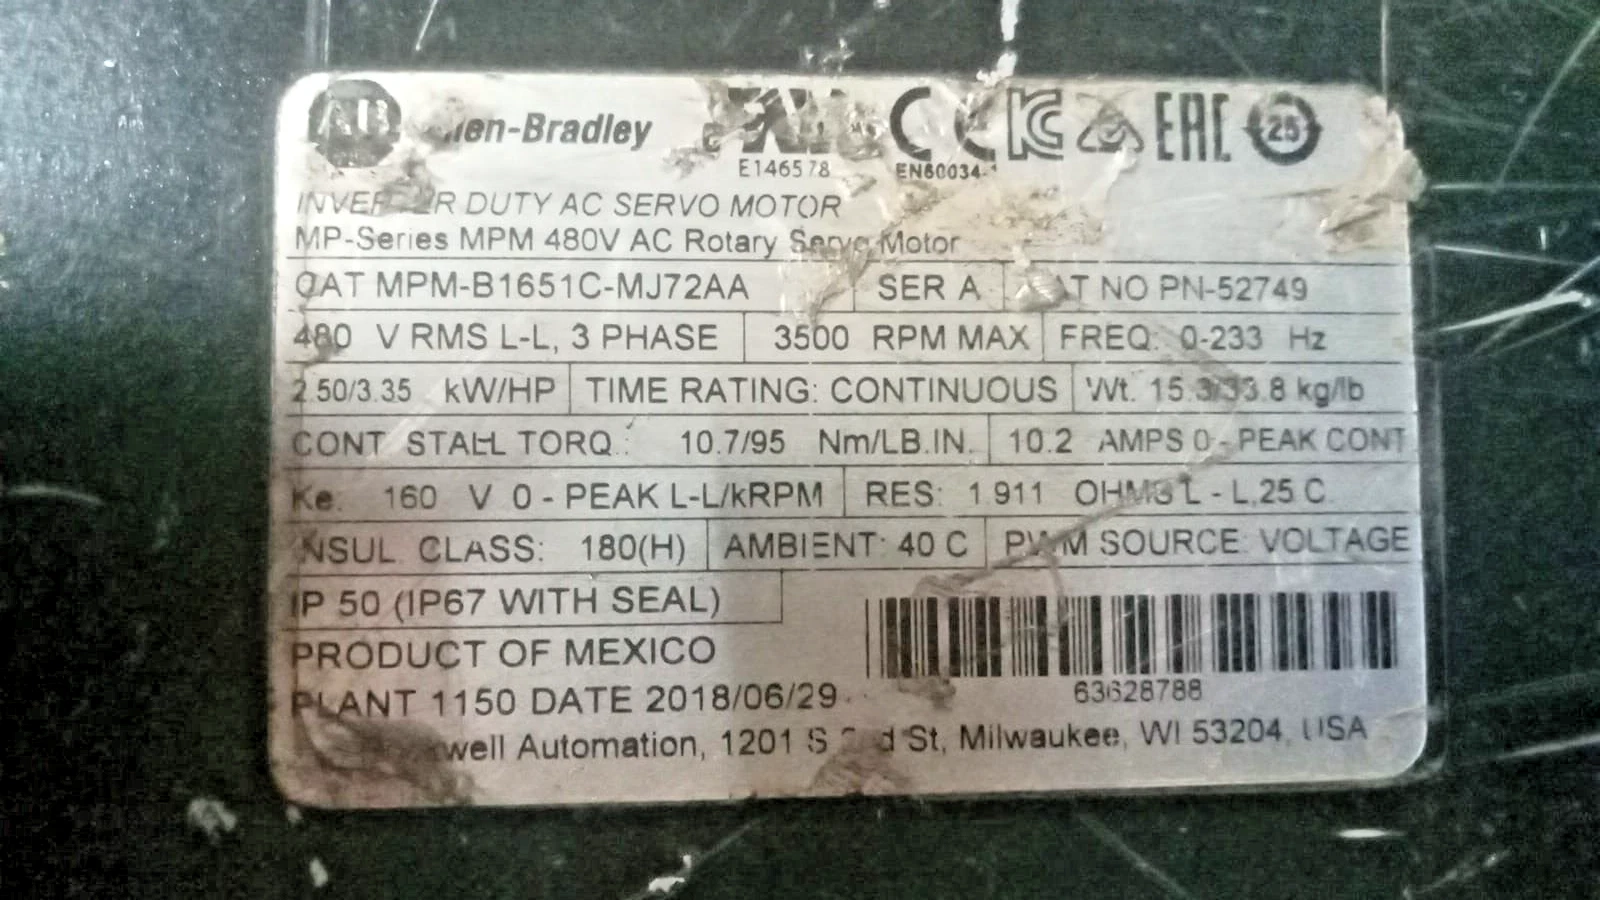 AB
en-Bradley
EAC
25
E146578
EN60034-1
DUTY AC SERVO MOTOR
MP-Series MPM 480V AC Rotary Servo Motor
CAT MPM-B1651C-MJ72AA
SER A
NO PN-52749
480 V RMS L-L, 3 PHASE
3500 RPM MAX
FREQ: 0-233 Hz
2.50/3.35 kW/HP
TIME RATING: CONTINUOUS
Wt. 15.3/33.8 kg/lb
CONT STALL TORQ.: 10.7/95 Nm/LB.IN.
10.2 AMPS 0 - PEAK CONT
Ke. 160 V 0 - PEAK L-L/kRPM
RES: 1.911 OHMS L - L,25 C
INSUL. CLASS: 180(H)
AMBIENT: 40 C
PWM SOURCE: VOLTAGE
IP 50 (IP67 WITH SEAL)
PRODUCT OF MEXICO
PLANT 1150 DATE 2018/06/29
63628788
Automation, 1201 S St, Milwaukee, WI 53204, USA